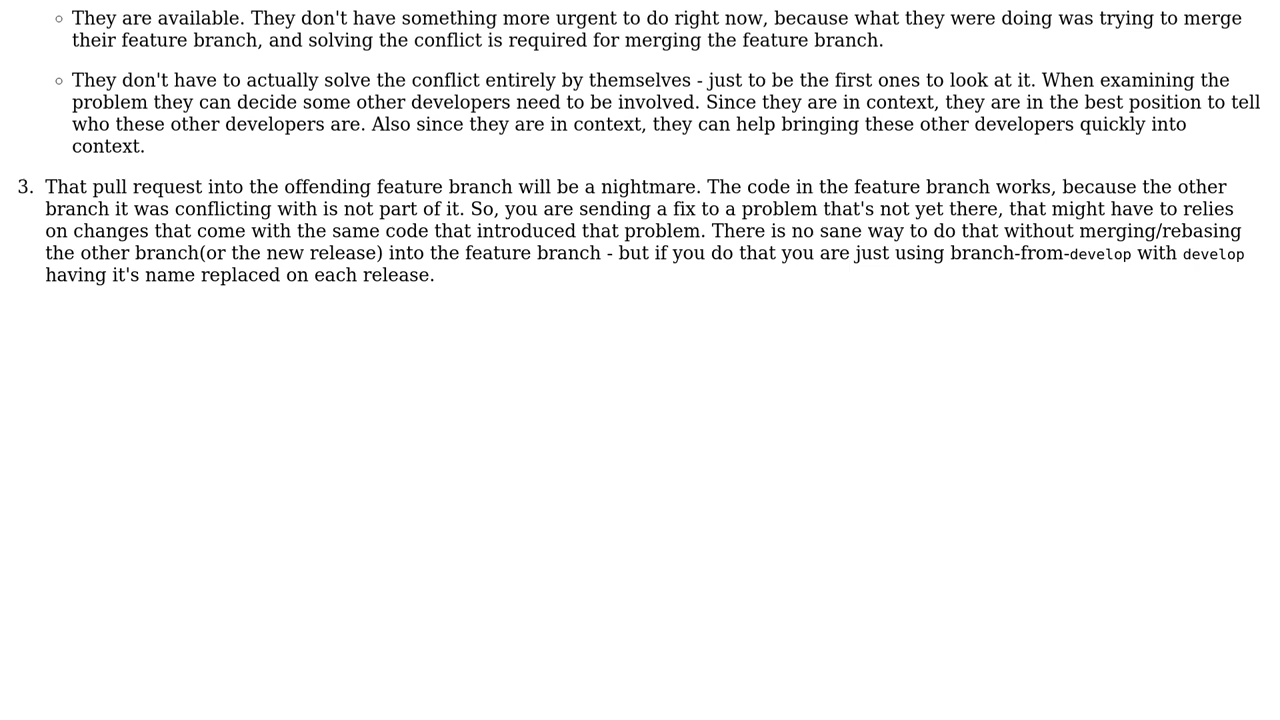 ◦ They are available. They don't have something more urgent to do right now, because what they were doing was trying to merge
their feature branch, and solving the conflict is required for merging the feature branch.
◦ They don't have to actually solve the conflict entirely by themselves - just to be the first ones to look at it. When examining the
problem they can decide some other developers need to be involved. Since they are in context, they are in the best position to tell
who these other developers are. Also since they are in context, they can help bringing these other developers quickly into
context.
3. That pull request into the offending feature branch will be a nightmare. The code in the feature branch works, because the other
branch it was conflicting with is not part of it. So, you are sending a fix to a problem that's not yet there, that might have to relies
on changes that come with the same code that introduced that problem. There is no sane way to do that without merging/rebasing
the other branch(or the new release) into the feature branch - but if you do that you are just using branch-from-develop with develop
having it's name replaced on each release.